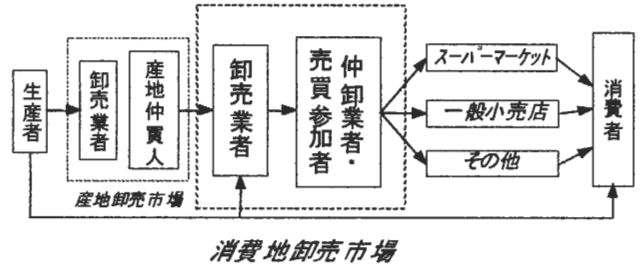 生産者
卸売業者
産地仲買人
産地卸売市場
卸売業者
仲卸業者・
売買参加者
スーパーマーケット
一般小売店
その他
消費者
消費地卸売市場